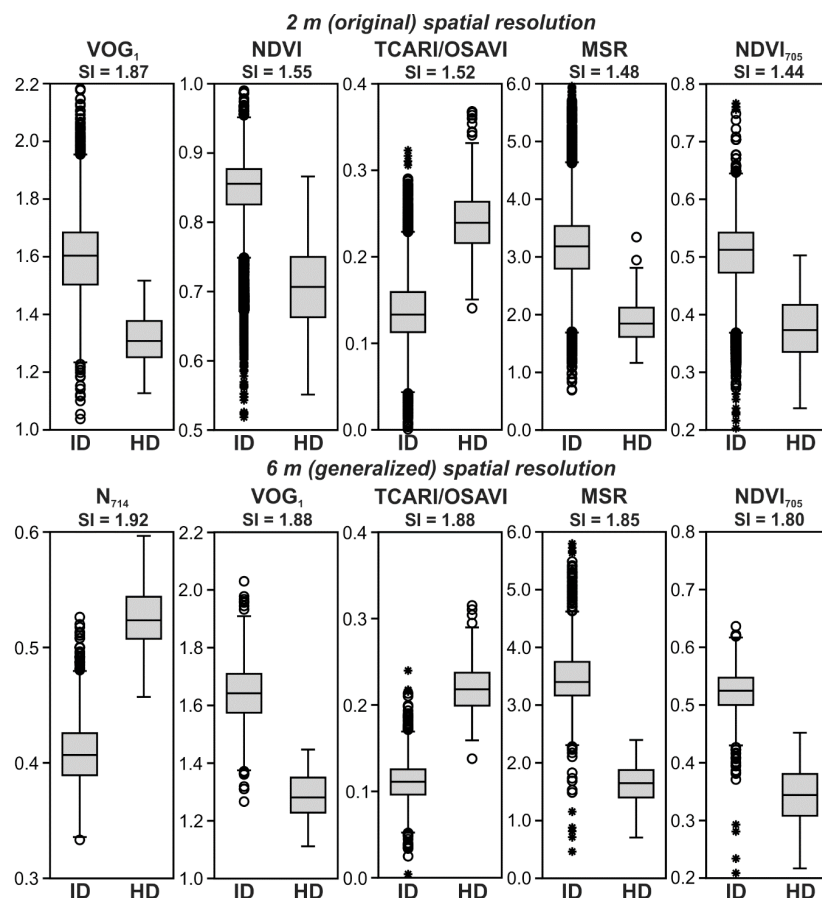 2 m (original) spatial resolution
VOG₁ NDVI TCARI/OSAVI MSR NDVI₇₀₅
SI = 1.87 SI = 1.55 SI = 1.52 SI = 1.48 SI = 1.44
2.2 1.0 0.4 6.0 0.8
2.0 0.9 0.3 5.0 0.7
1.8 0.8 0.2 4.0 0.6
1.6 0.7 0.1 3.0 0.5
1.4 0.6 0.0 2.0 0.4
1.2 0.5 1.0 0.3
1.0 0.0 0.2
ID HD ID HD ID HD ID HD ID HD
6 m (generalized) spatial resolution
N₇₁₄ VOG₁ TCARI/OSAVI MSR NDVI₇₀₅
SI = 1.92 SI = 1.88 SI = 1.88 SI = 1.85 SI = 1.80
0.6 2.2 0.4 6.0 0.8
0.5 2.0 0.3 5.0 0.7
0.4 1.8 0.2 4.0 0.6
0.3 1.6 0.1 3.0 0.5
1.4 0.0 2.0 0.4
1.2 1.0 0.3
1.0 0.0 0.2
ID HD ID HD ID HD ID HD ID HD